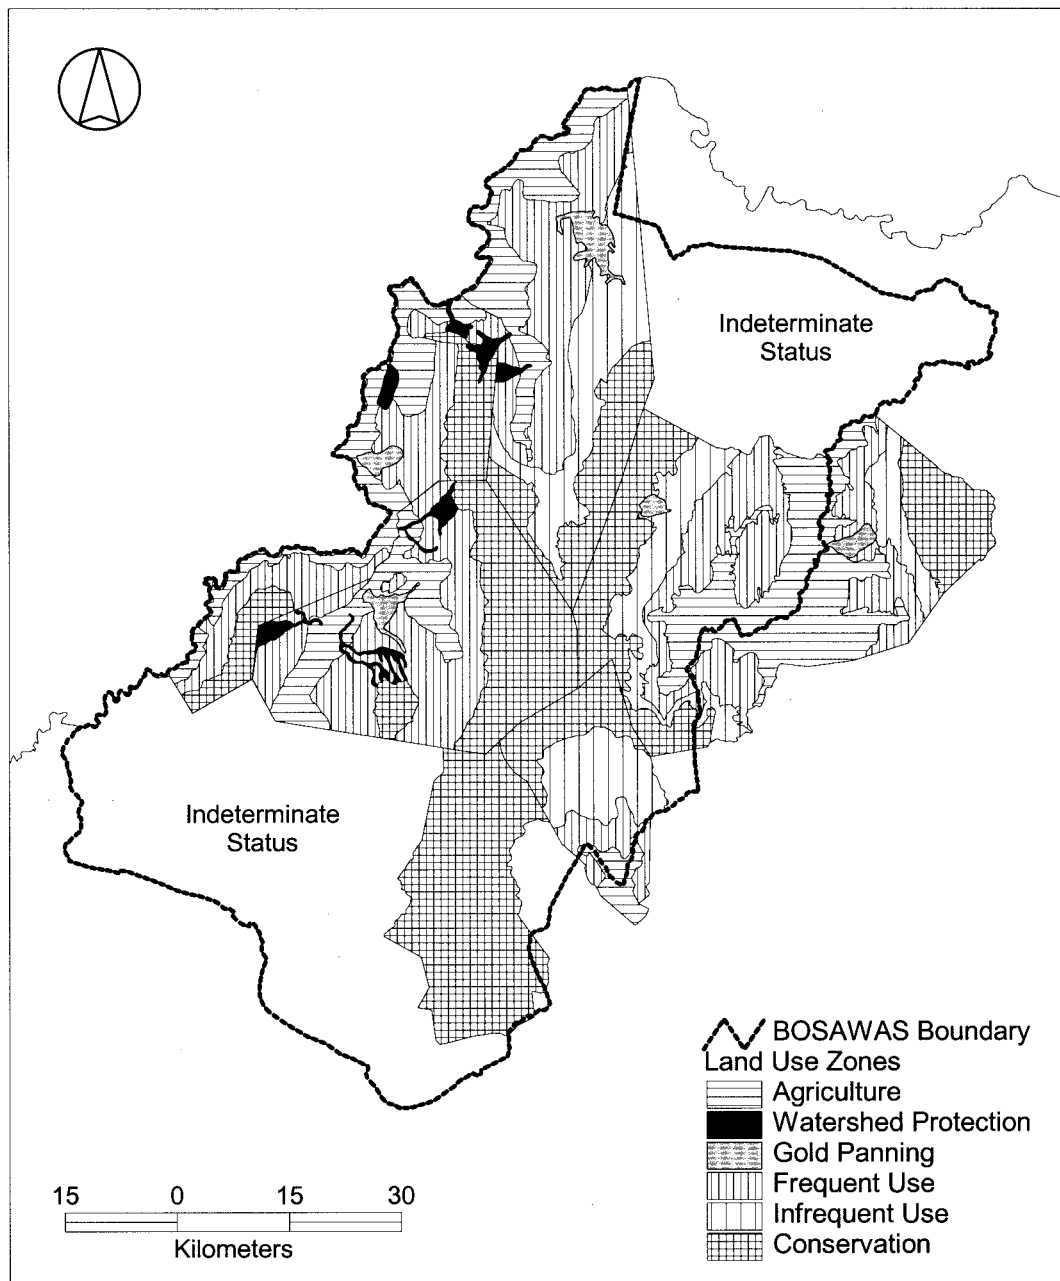 Indeterminate
Status
Indeterminate
Status
BOSAWAS Boundary
Land Use Zones
Agriculture
Watershed Protection
Gold Panning
Frequent Use
Infrequent Use
Conservation
15 0 15 30
Kilometers